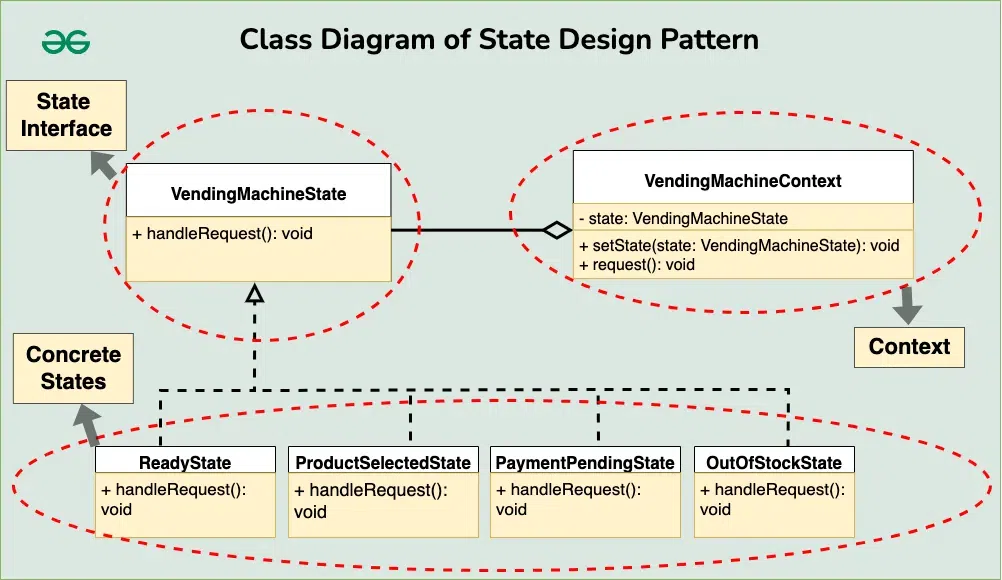 Class Diagram of State Design Pattern
State
Interface
VendingMachineState
+ handleRequest(): void
VendingMachineContext
- state: VendingMachineState
+ setState(state: VendingMachineState): void
+ request(): void
Context
Concrete
States
ReadyState
+ handleRequest():
void
ProductSelectedState
+ handleRequest():
void
PaymentPendingState
+ handleRequest():
void
OutOfStockState
+ handleRequest():
void